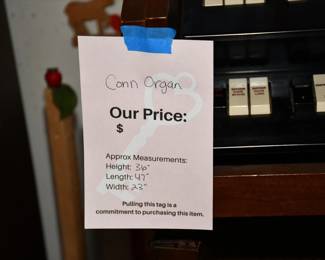 Conn Organ
Our Price:
$
Approx Measurements:
Height: 36"
Length: 47"
Width: 23"
Pulling this tag is a
commitment to purchasing this item.